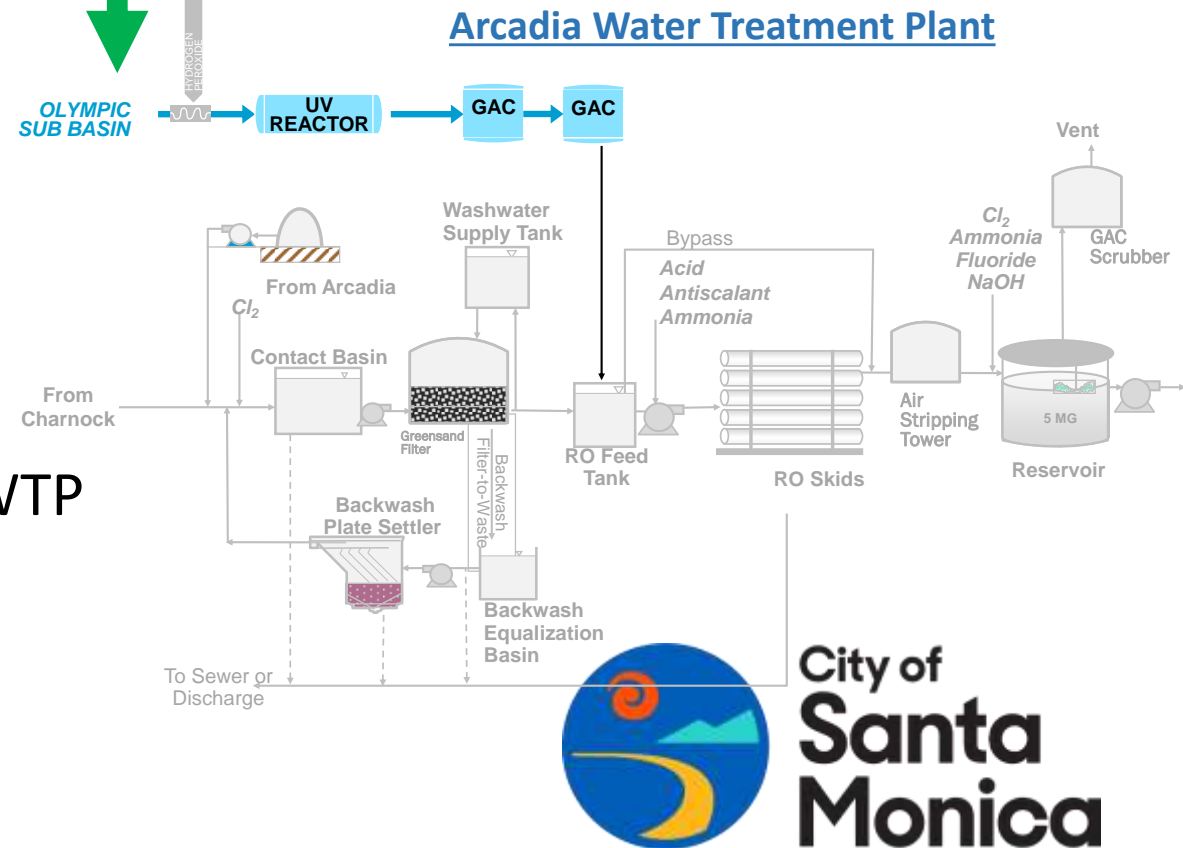 Arcadia Water Treatment Plant
HYDROGEN
PEROXIDE
OLYMPIC
SUB BASIN
UV
REACTOR
GAC
GAC
Vent
Washwater
Supply Tank
Bypass
Cl2
Ammonia
Fluoride
NaOH
GAC
Scrubber
From Arcadia
Acid
Antiscalant
Ammonia
Cl2
Contact Basin
From
Charnock
Greensand
Filter
Air
Stripping
Tower
5 MG
RO Feed
Tank
RO Skids
Reservoir
Backwash
Filter-to-Waste
WTP
Backwash
Plate Settler
Backwash
Equalization
Basin
To Sewer or
Discharge
City of
Santa
Monica